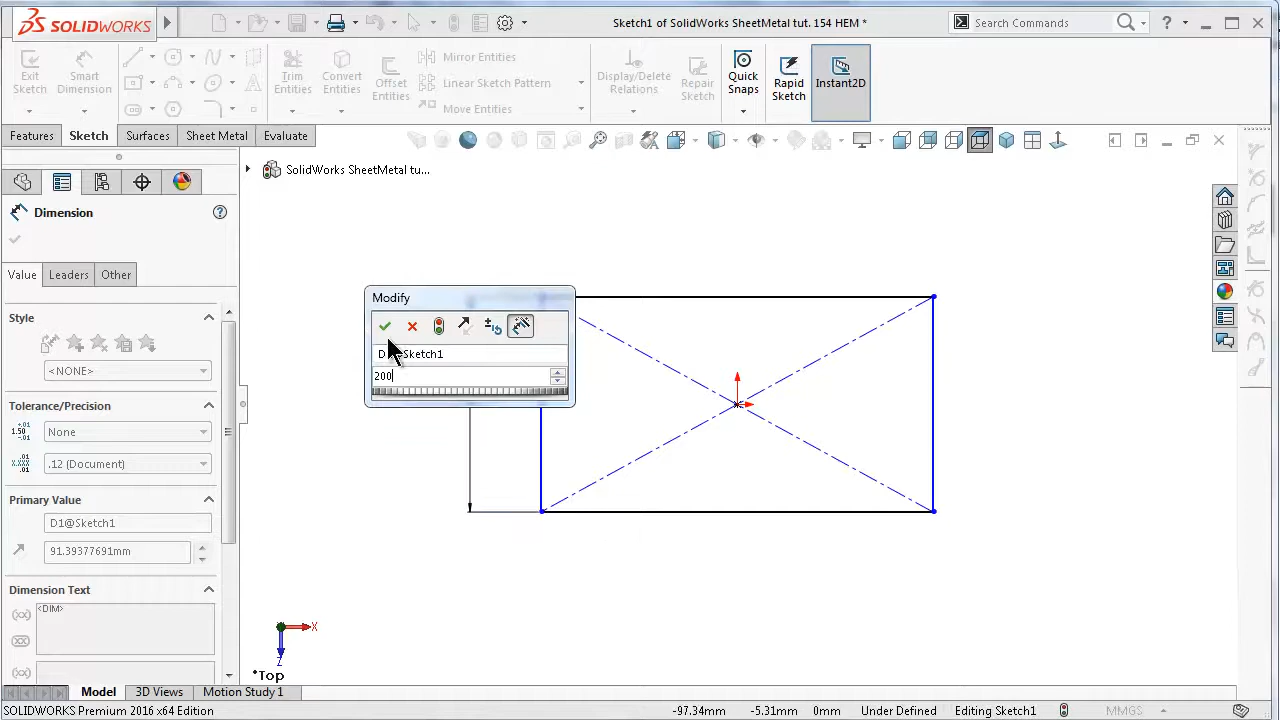 SOLIDWORKS
Sketch1 of SolidWorks SheetMetal tut. 154 HEM *
Search Commands
?
Exit Sketch
Smart Dimension
Trim Entities
Convert Entities
Offset Entities
Mirror Entities
Linear Sketch Pattern
Move Entities
Display/Delete Relations
Repair Sketch
Quick Snaps
Rapid Sketch
Instant2D
Features
Sketch
Surfaces
Sheet Metal
Evaluate
SolidWorks SheetMetal tu...
Dimension
?
Value
Leaders
Other
Style
<NONE>
Tolerance/Precision
None
.12 (Document)
Primary Value
D1@Sketch1
91.39377691mm
Dimension Text
<DIM>
Modify
200
X
Z
*Top
Model
3D Views
Motion Study 1
SOLIDWORKS Premium 2016 x64 Edition
-97.34mm
-5.31mm
0mm
Under Defined
Editing Sketch1
MMGS